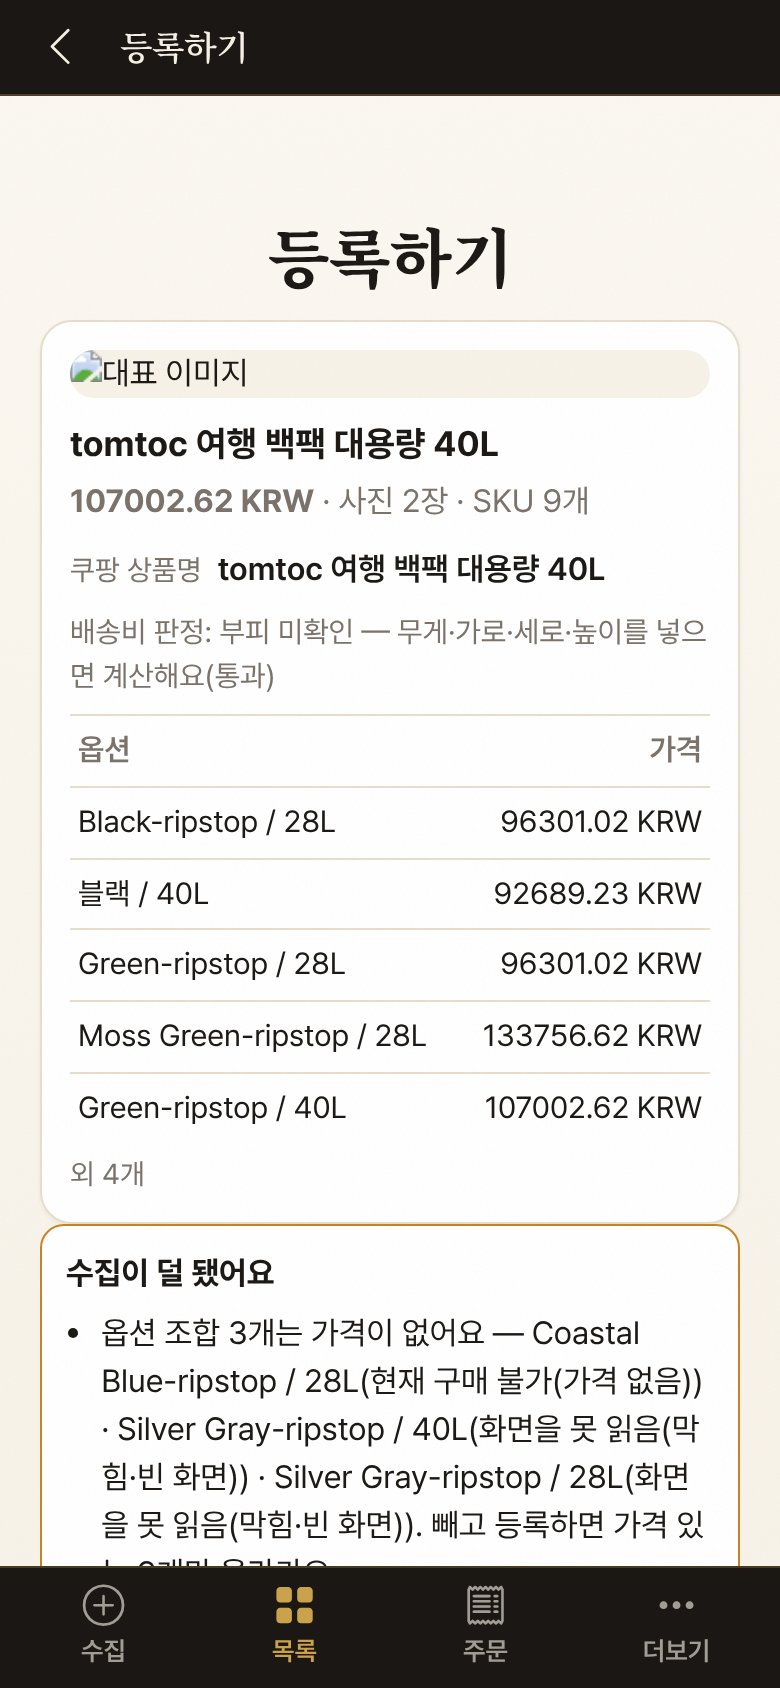 등록하기
등록하기
대표 이미지
tomtoc 여행 백팩 대용량 40L
107002.62 KRW · 사진 2장 · SKU 9개
쿠팡 상품명 tomtoc 여행 백팩 대용량 40L
배송비 판정: 부피 미확인 — 무게·가로·세로·높이를 넣으
면 계산해요(통과)
옵션 가격
Black-ripstop / 28L 96301.02 KRW
블랙 / 40L 92689.23 KRW
Green-ripstop / 28L 96301.02 KRW
Moss Green-ripstop / 28L 133756.62 KRW
Green-ripstop / 40L 107002.62 KRW
외 4개
수집이 덜 됐어요
• 옵션 조합 3개는 가격이 없어요 — Coastal
Blue-ripstop / 28L(현재 구매 불가(가격 없음))
· Silver Gray-ripstop / 40L(화면을 못 읽음(막
힘·빈 화면)) · Silver Gray-ripstop / 28L(화면
을 못 읽음(막힘·빈 화면)). 빼고 등록하면 가격 있
수집 목록 주문 더보기